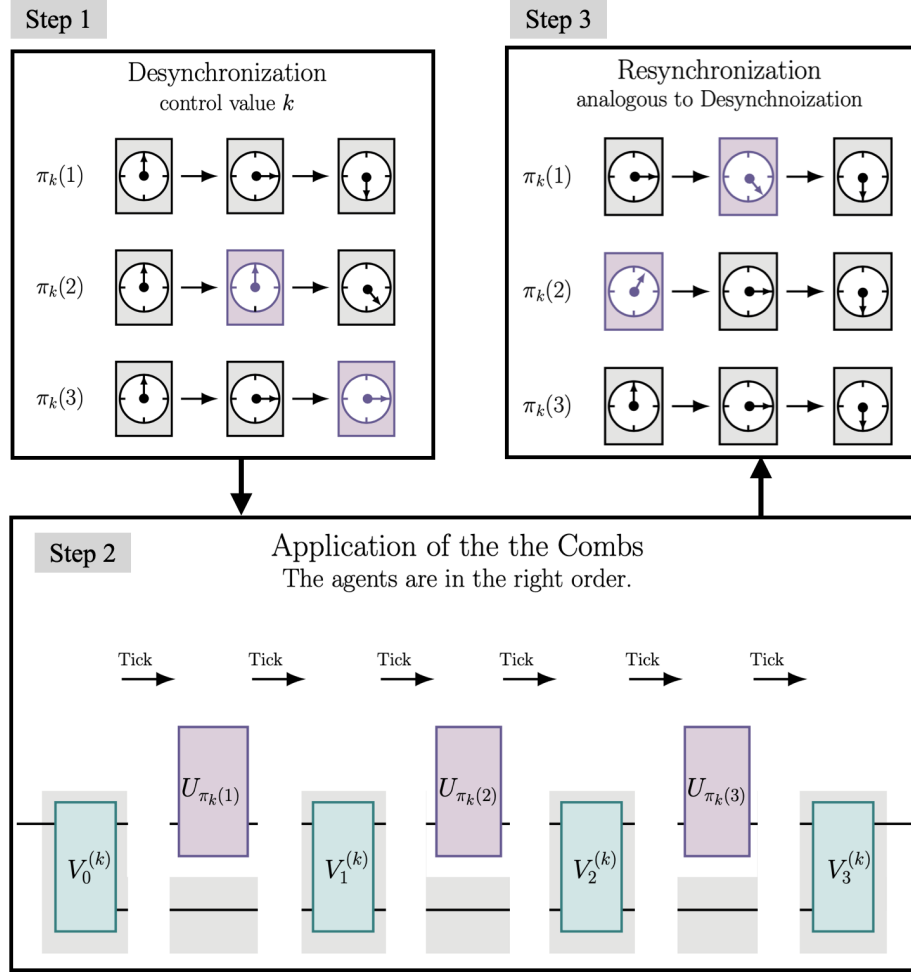 Step 1
Desynchronization
control value k
π_k(1)
π_k(2)
π_k(3)
Step 3
Resynchronization
analogous to Desynchnoization
π_k(1)
π_k(2)
π_k(3)
Step 2
Application of the the Combs
The agents are in the right order.
Tick Tick Tick Tick Tick Tick
U_{π_k(1)} U_{π_k(2)} U_{π_k(3)}
V_0^{(k)} V_1^{(k)} V_2^{(k)} V_3^{(k)}